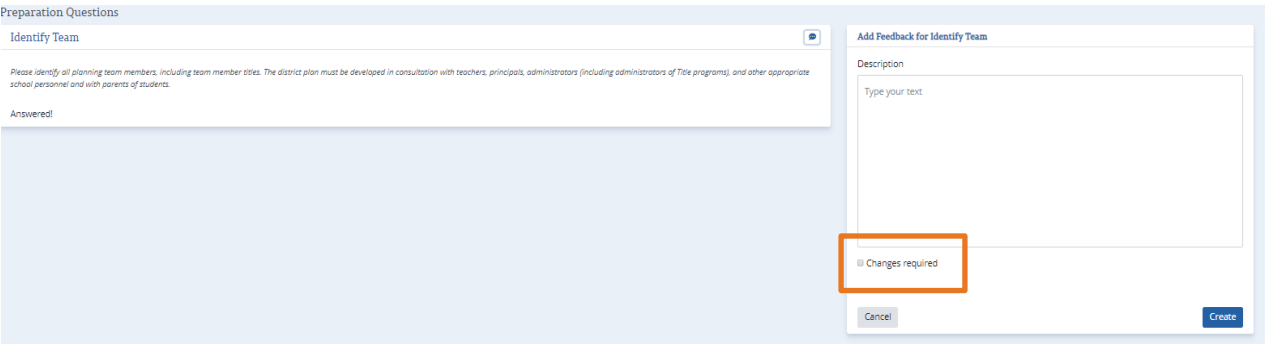 Preparation Questions
Identify Team
Please identify all planning team members, including team member titles. The district plan must be developed in consultation with teachers, principals, administrators (including administrators of Title programs), and other appropriate
school personnel and with parents of students.
Answered!
Add Feedback for Identify Team
Description
Type your text
Changes required
Cancel
Create